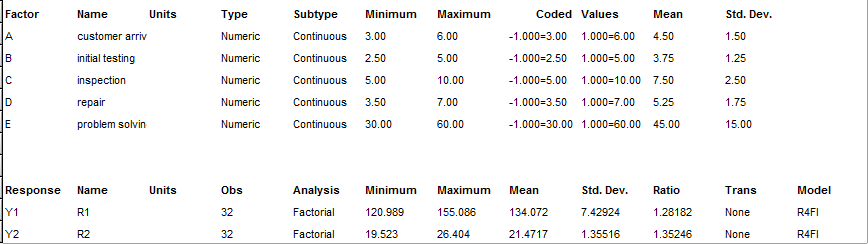 Factor Name Units Type Subtype Minimum Maximum Coded Values Mean Std. Dev.
A customer arriv Numeric Continuous 3.00 6.00 -1.000=3.00 1.000=6.00 4.50 1.50
B initial testing Numeric Continuous 2.50 5.00 -1.000=2.50 1.000=5.00 3.75 1.25
C inspection Numeric Continuous 5.00 10.00 -1.000=5.00 1.000=10.00 7.50 2.50
D repair Numeric Continuous 3.50 7.00 -1.000=3.50 1.000=7.00 5.25 1.75
E problem solvin Numeric Continuous 30.00 60.00 -1.000=30.00 1.000=60.00 45.00 15.00
Response Name Units Obs Analysis Minimum Maximum Mean Std. Dev. Ratio Trans Model
Y1 R1 32 Factorial 120.989 155.086 134.072 7.42924 1.28182 None R4FI
Y2 R2 32 Factorial 19.523 26.404 21.4717 1.35516 1.35246 None R4FI